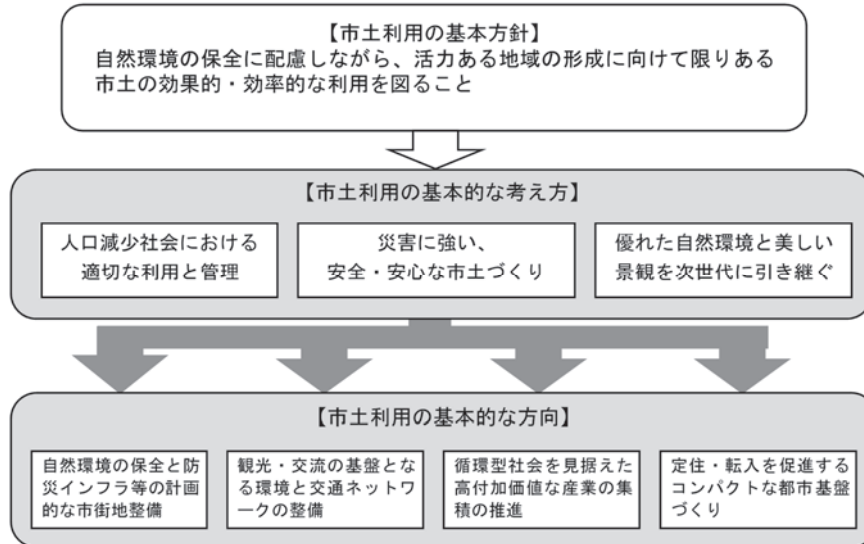 【市土利用の基本方針】
自然環境の保全に配慮しながら、活力ある地域の形成に向けて限りある
市土の効果的・効率的な利用を図ること
【市土利用の基本的な考え方】
人口減少社会における
適切な利用と管理
災害に強い、
安全・安心な市土づくり
優れた自然環境と美しい
景観を次世代に引き継ぐ
【市土利用の基本的な方向】
自然環境の保全と防
災インフラ等の計画
的な市街地整備
観光・交流の基盤とな
る環境と交通ネットワ
ークの整備
循環型社会を見据えた
高付加価値な産業の集
積の推進
定住・転入を促進する
コンパクトな都市基盤
づくり